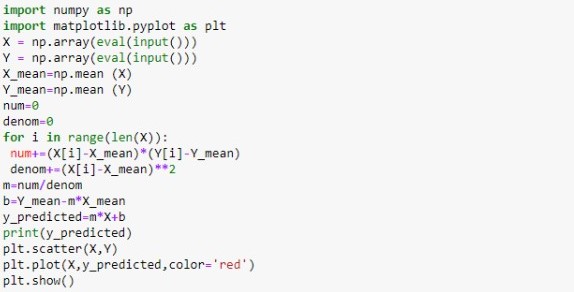 import numpy as np
import matplotlib.pyplot as plt
X = np.array(eval(input()))
Y = np.array(eval(input()))
X_mean=np.mean (X)
Y_mean=np.mean (Y)
num=0
denom=0
for i in range(len(X)):
 num+=(X[i]-X_mean)*(Y[i]-Y_mean)
 denom+=(X[i]-X_mean)**2
m=num/denom
b=Y_mean-m*X_mean
y_predicted=m*X+b
print(y_predicted)
plt.scatter(X,Y)
plt.plot(X,y_predicted,color='red')
plt.show()